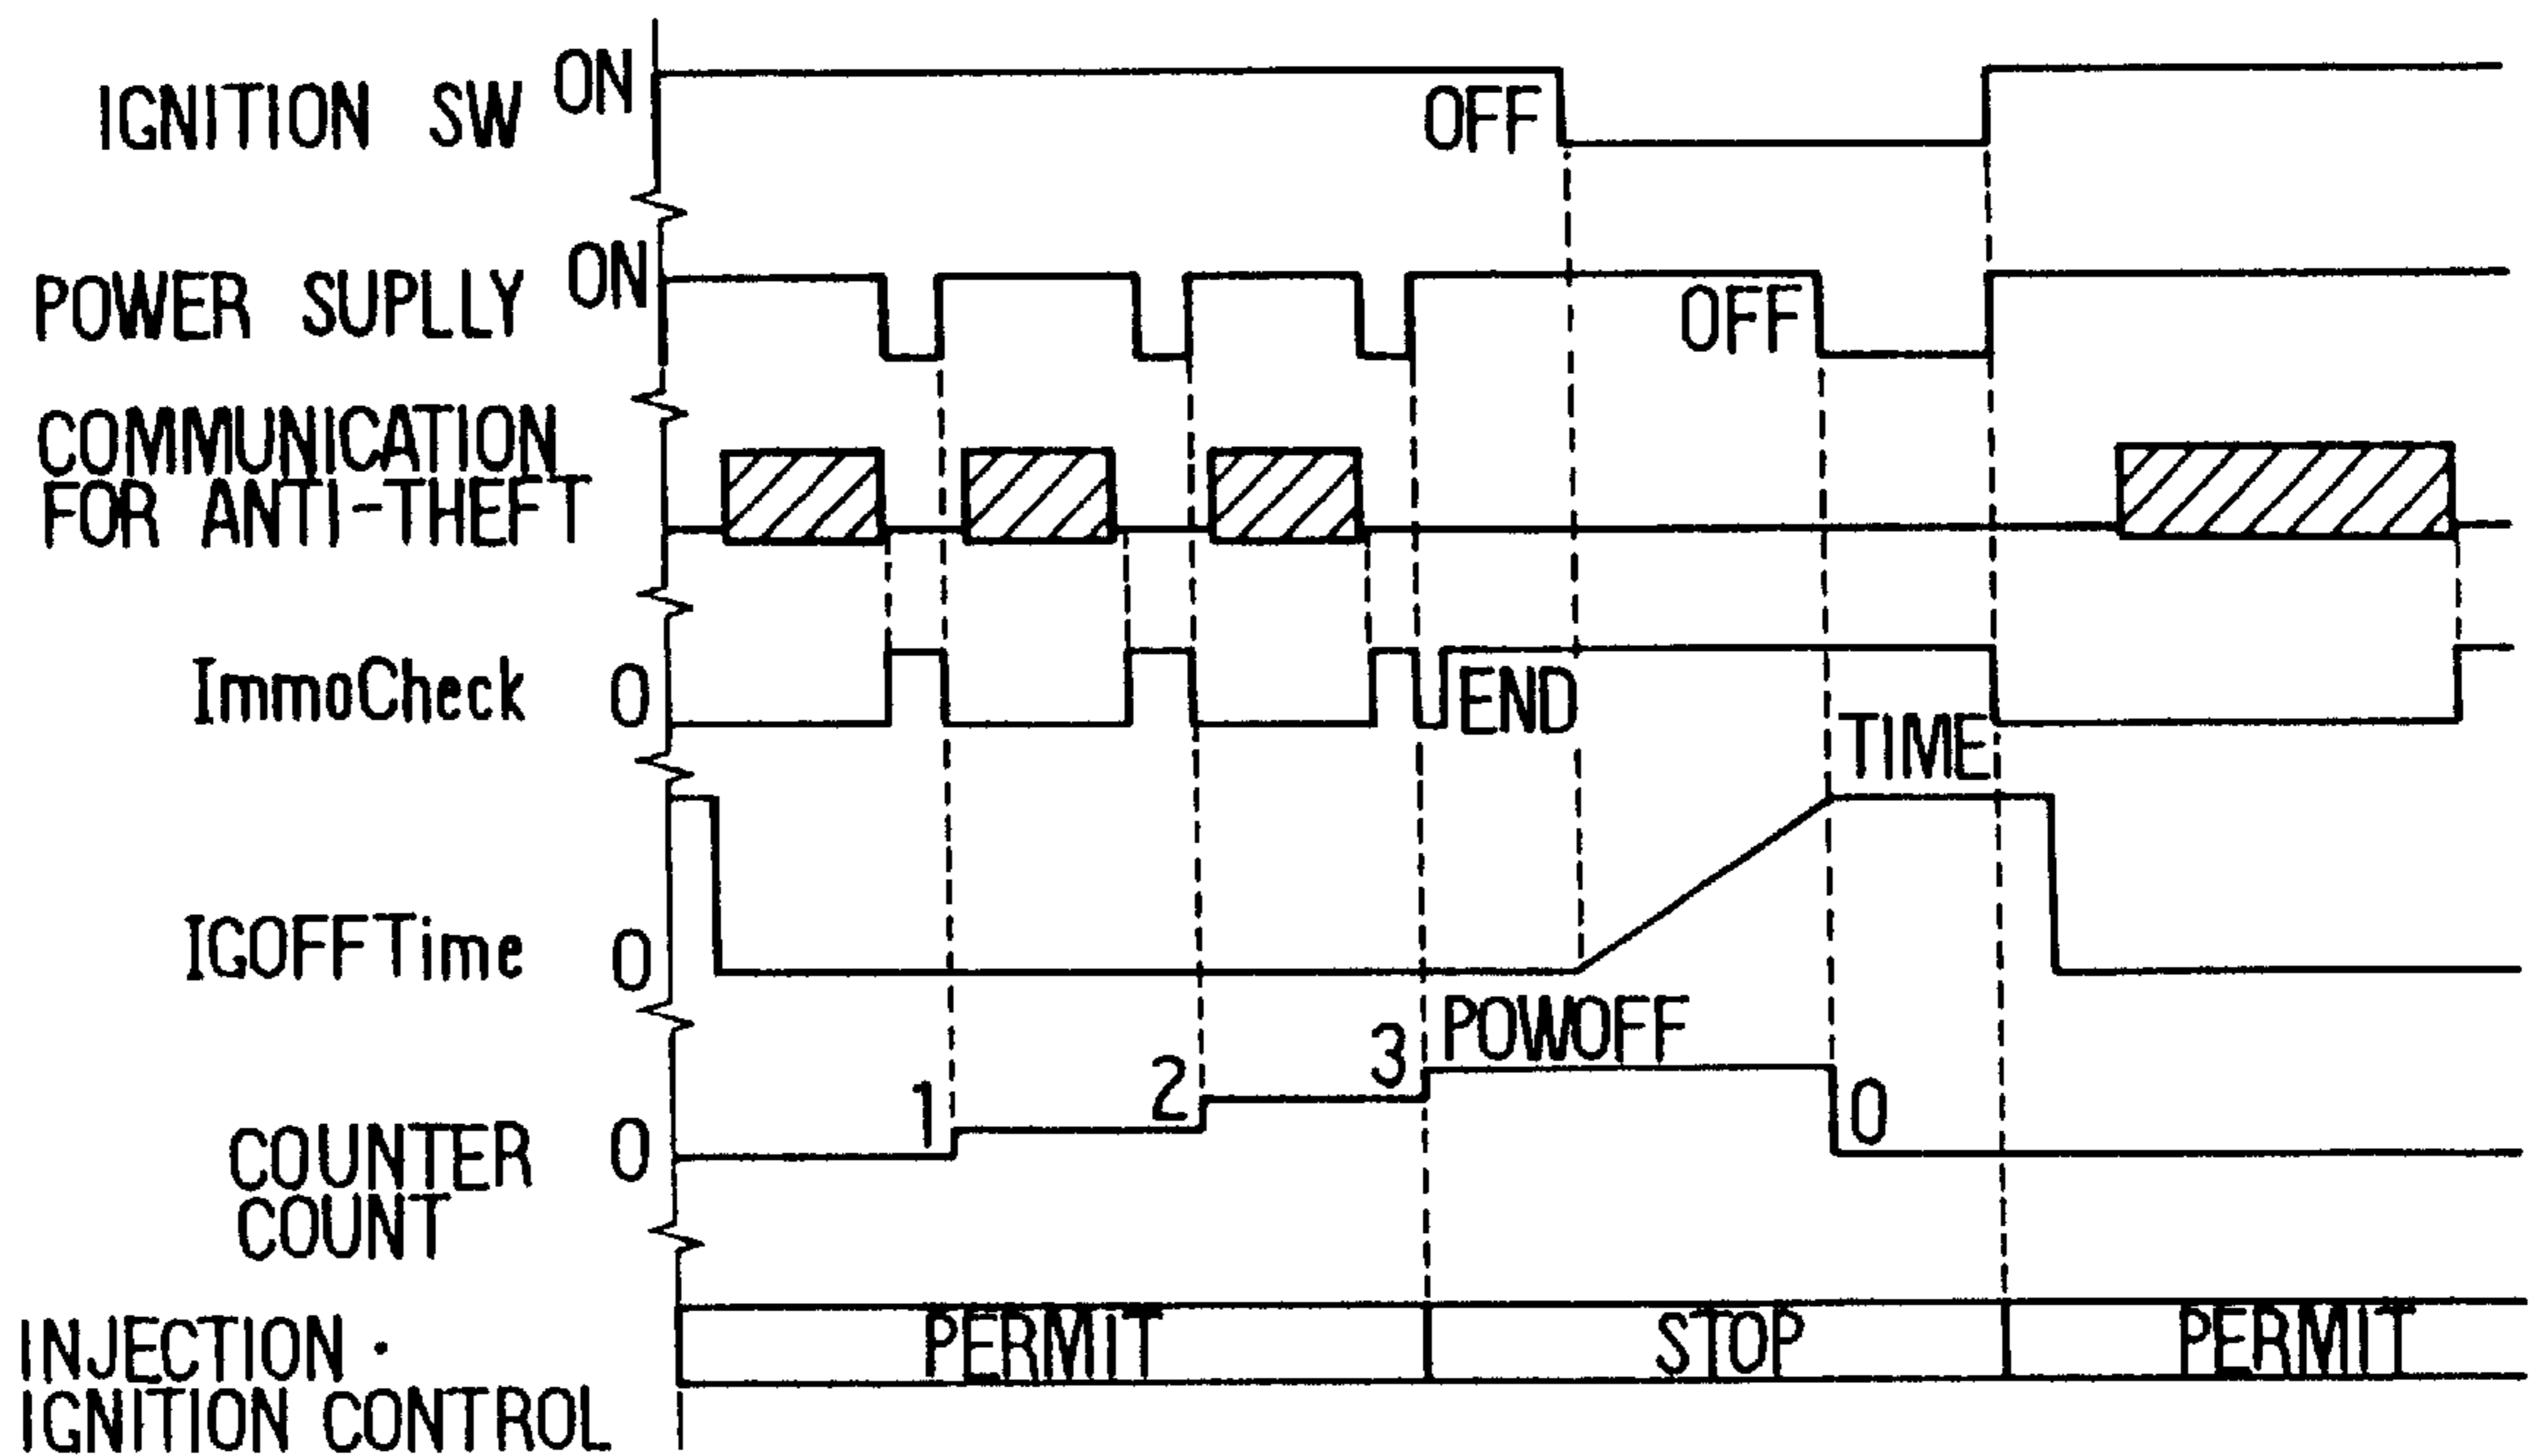 IGNITION SW ON OFF
POWER SUPLLY ON OFF
COMMUNICATION
FOR ANTI-THEFT
ImmoCheck 0 END
TIME
IGOFFTime 0
POWOFF
1 2 3 0
COUNTER 0
COUNT
INJECTION · PERMIT STOP PERMIT
IGNITION CONTROL